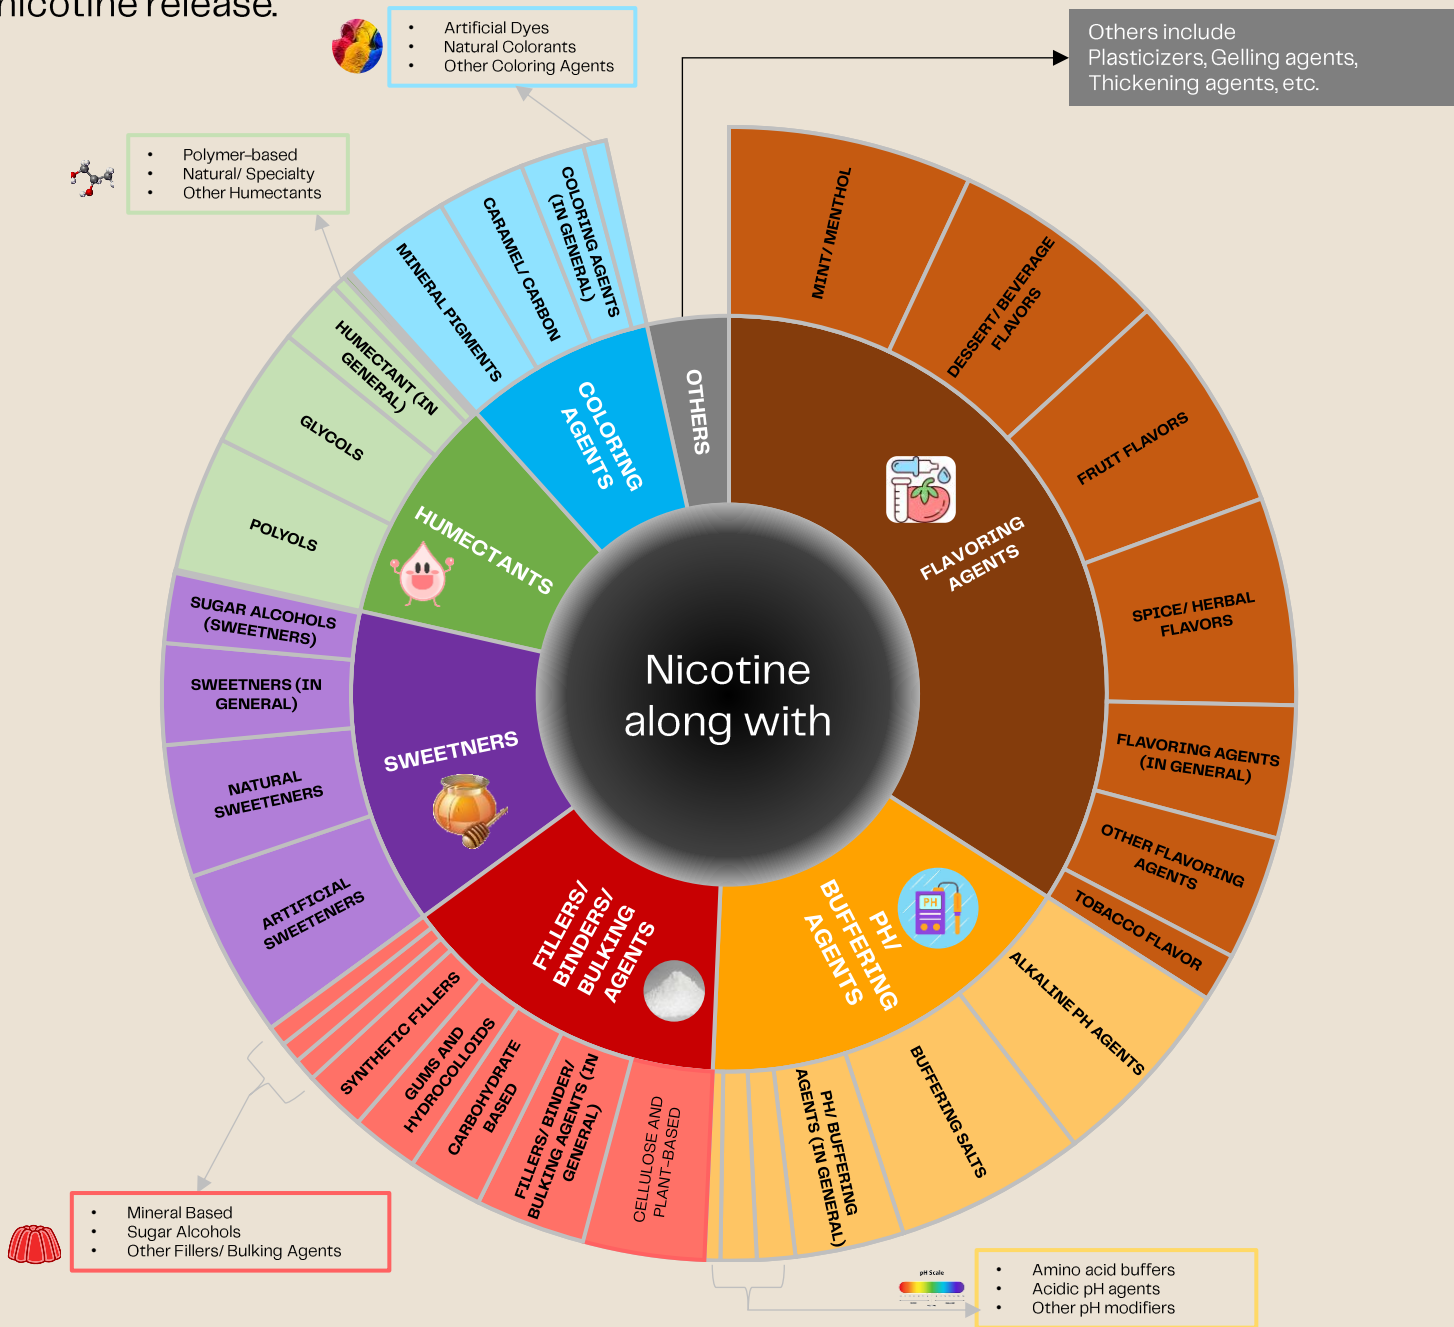 nicotine release.
• Artificial Dyes
• Natural Colorants
• Other Coloring Agents
Others include
Plasticizers, Gelling agents,
Thickening agents, etc.
• Polymer-based
• Natural/ Specialty
• Other Humectants
MINT/ MENTHOL
DESSERT/ BEVERAGE
FLAVORS
FRUIT FLAVORS
SPICE/ HERBAL
FLAVORS
FLAVORING AGENTS
(IN GENERAL)
OTHER FLAVORING
AGENTS
TOBACCO FLAVOR
FLAVORING
AGENTS
ALKALINE PH AGENTS
BUFFERING SALTS
PH/ BUFFERING
AGENTS (IN GENERAL)
PH/
BUFFERING
AGENTS
PH
CELLULOSE AND
PLANT-BASED
FILLERS/ BINDER/
BULKING AGENTS (IN
GENERAL)
CARBOHYDRATE
BASED
GUMS AND
HYDROCOLLOIDS
SYNTHETIC FILLERS
FILLERS/
BINDERS/
BULKING
AGENTS
ARTIFICIAL
SWEETENERS
NATURAL
SWEETENERS
SWEETNERS (IN
GENERAL)
SUGAR ALCOHOLS
(SWEETNERS)
SWEETNERS
POLYOLS
GLYCOLS
HUMECTANT (IN
GENERAL)
HUMECTANTS
MINERAL PIGMENTS
CARAMEL/ CARBON
COLORING AGENTS
(IN GENERAL)
COLORING
AGENTS
OTHERS
Nicotine
along with
• Mineral Based
• Sugar Alcohols
• Other Fillers/ Bulking Agents
pH Scale
• Amino acid buffers
• Acidic pH agents
• Other pH modifiers